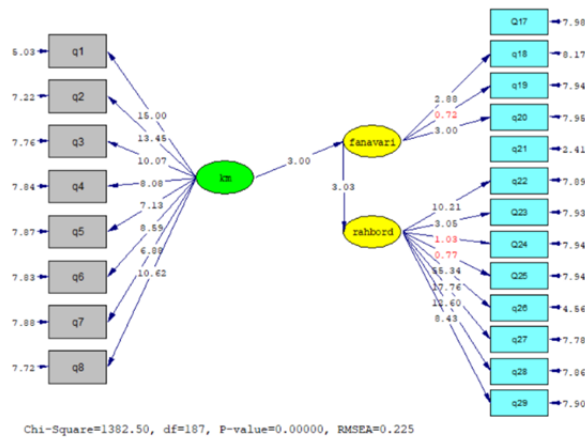 Q17
7.98
5.03
q1
q18
8.17
q19
7.94
7.22
q2
2.88
0.72
q20
7.95
15.00
3.00
7.76
q3
13.45
fanavari
q21
2.41
10.07
3.00
7.84
q4
8.08
km
q22
7.89
7.13
3.03
10.21
7.87
q5
8.59
3.05
Q23
7.93
6.88
rahbord
1.03
Q24
7.94
7.83
q6
10.62
0.77
Q25
7.94
55.34
7.88
q7
17.76
q26
4.56
12.60
8.43
q27
7.78
7.72
q8
q28
7.86
q29
7.90
Chi-Square=1382.50, df=187, P-value=0.00000, RMSEA=0.225